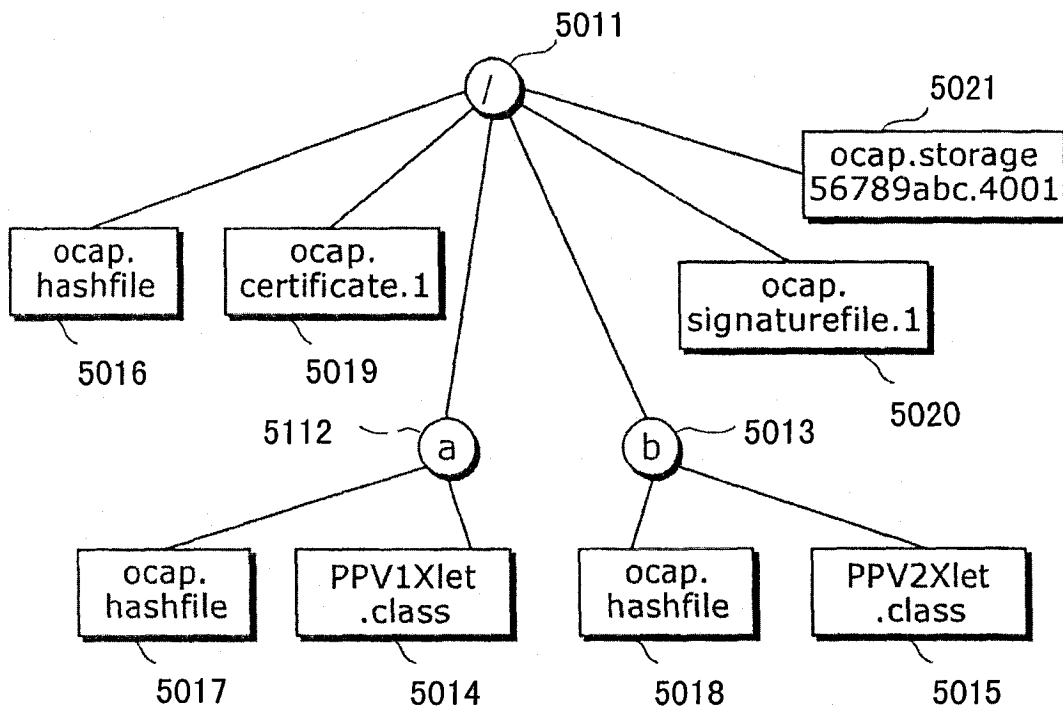 5011
/
5021
ocap.storage
56789abc.4001
ocap.
hashfile
ocap.
certificate.1
ocap.
signaturefile.1
5016
5019
5020
5112
a
b
5013
ocap.
hashfile
PPV1Xlet
.class
ocap.
hashfile
PPV2Xlet
.class
5017
5014
5018
5015